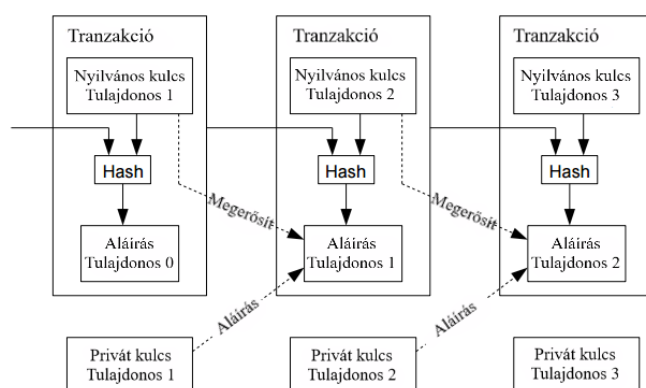 Tranzakció
Tranzakció
Tranzakció
Nyilvános kulcs
Tulajdonos 1
Nyilvános kulcs
Tulajdonos 2
Nyilvános kulcs
Tulajdonos 3
Hash
Hash
Hash
Megerősít
Megerősít
Aláírás
Tulajdonos 0
Aláírás
Tulajdonos 1
Aláírás
Tulajdonos 2
Aláírás
Aláírás
Privát kulcs
Tulajdonos 1
Privát kulcs
Tulajdonos 2
Privát kulcs
Tulajdonos 3